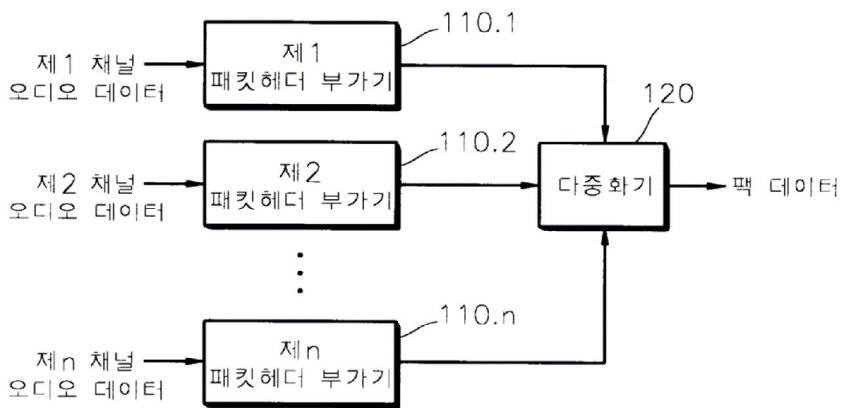 110.1
제1 채널
오디오 데이터
제1
패킷헤더 부가기
120
110.2
제2 채널
오디오 데이터
제2
패킷헤더 부가기
다중화기
팩 데이터
110.n
제n 채널
오디오 데이터
제n
패킷헤더 부가기